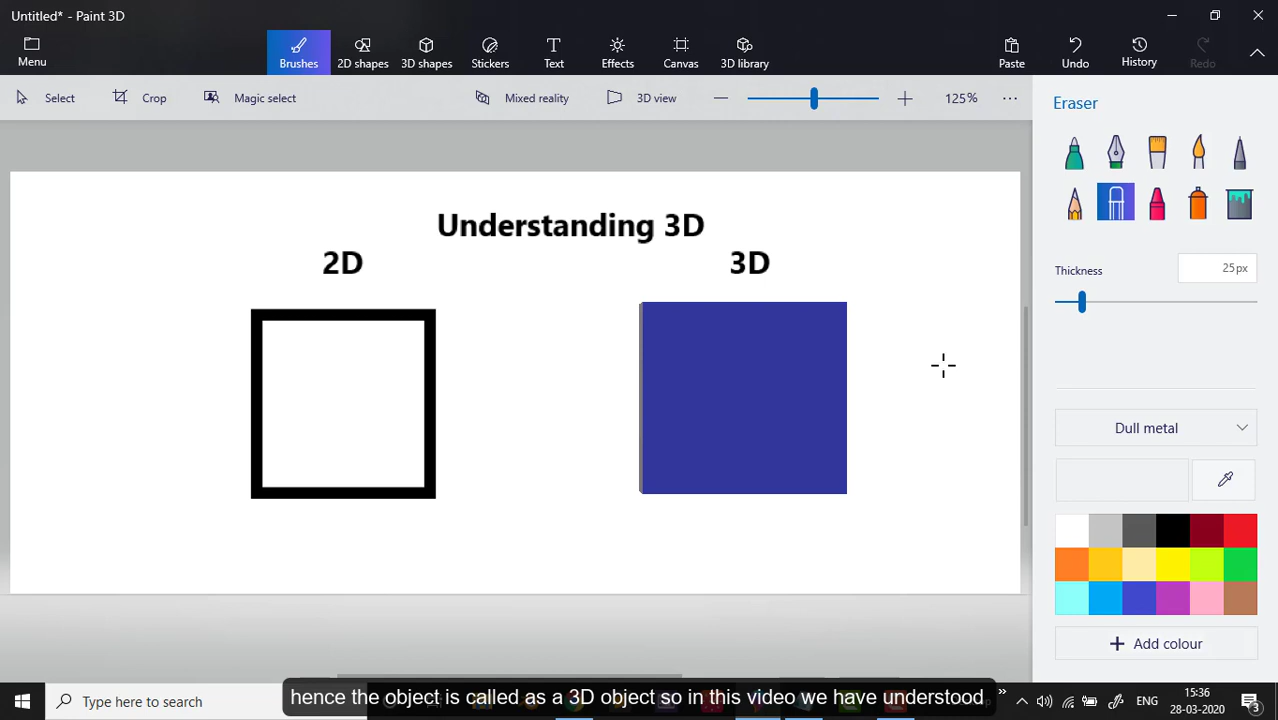 Untitled* - Paint 3D
Menu
Brushes
2D shapes
3D shapes
Stickers
Text
Effects
Canvas
3D library
Paste
Undo
History
Redo
Select
Crop
Magic select
Mixed reality
3D view
125%
Eraser
Thickness
25px
Understanding 3D
2D
3D
Dull metal
Add colour
hence the object is called as a 3D object so in this video we have understood
Type here to search
ENG
15:36
28-03-2020
3